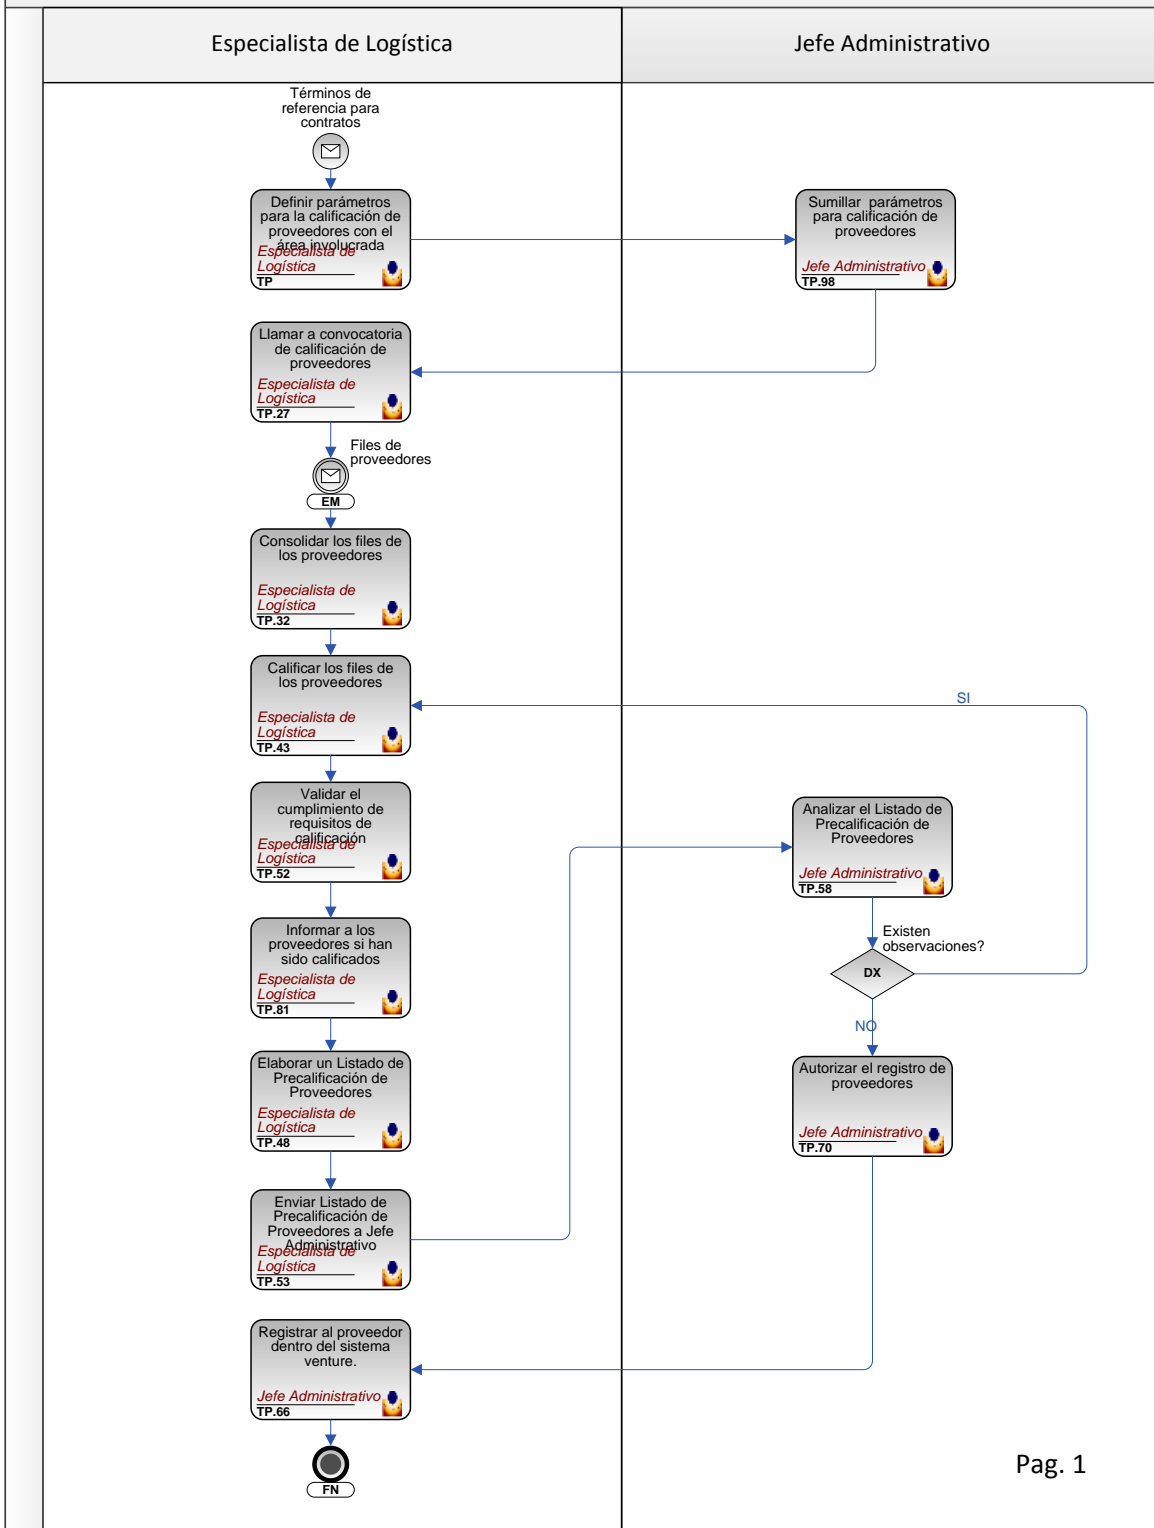 Especialista de Logística
Jefe Administrativo
Términos de
referencia para
contratos
Definir parámetros
para la calificación de
proveedores con el
área involucrada
Especialista de
Logística
TP
Sumillar parámetros
para calificación de
proveedores
Jefe Administrativo
TP.98
Llamar a convocatoria
de calificación de
proveedores
Especialista de
Logística
TP.27
Files de
proveedores
EM
Consolidar los files de
los proveedores
Especialista de
Logística
TP.32
Calificar los files de
los proveedores
Especialista de
Logística
TP.43
SI
Validar el
cumplimiento de
requisitos de
calificación
Especialista de
Logística
TP.52
Analizar el Listado de
Precalificación de
Proveedores
Jefe Administrativo
TP.58
Existen
observaciones?
DX
NO
Informar a los
proveedores si han
sido calificados
Especialista de
Logística
TP.81
Elaborar un Listado de
Precalificación de
Proveedores
Especialista de
Logística
TP.48
Autorizar el registro de
proveedores
Jefe Administrativo
TP.70
Enviar Listado de
Precalificación de
Proveedores a Jefe
Administrativo
Especialista de
Logística
TP.53
Registrar al proveedor
dentro del sistema
venture.
Jefe Administrativo
TP.66
FN
Pag. 1